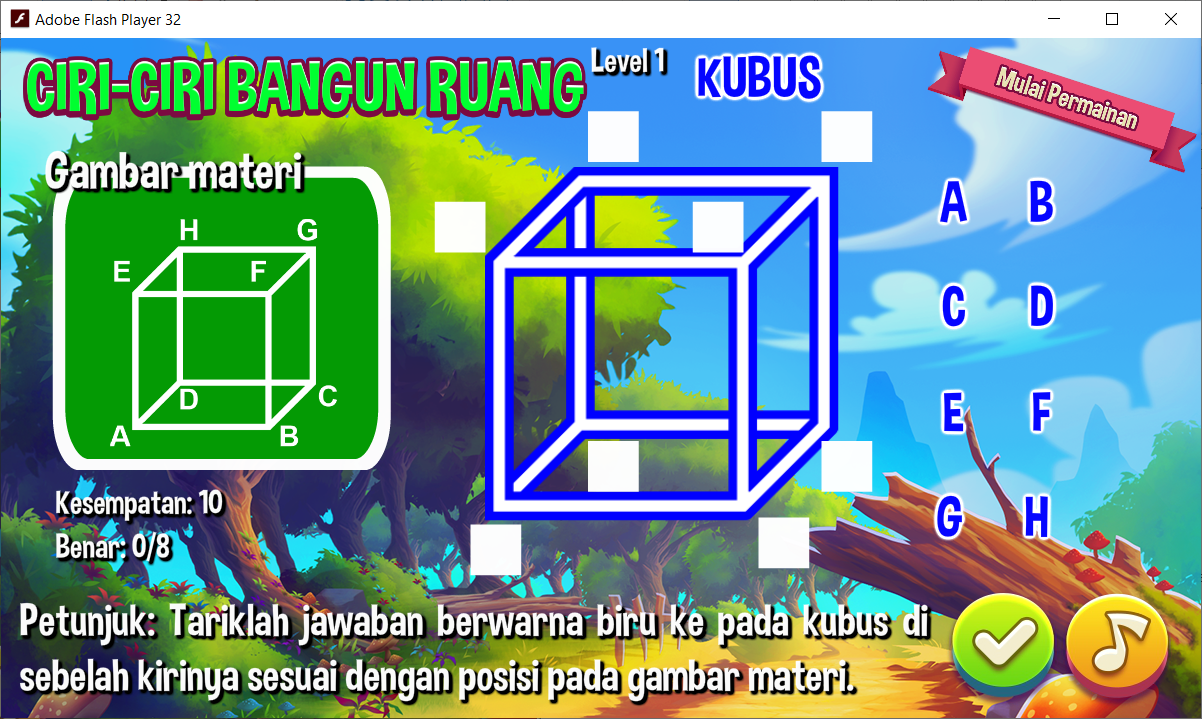 Adobe Flash Player 32
CIRI-CIRI BANGUN RUANG
Level 1
KUBUS
Mulai Permainan
Gambar materi
H G
E F
D C
A B
A B
C D
E F
G H
Kesempatan: 10
Benar: 0/8
Petunjuk: Tariklah jawaban berwarna biru ke pada kubus di
sebelah kirinya sesuai dengan posisi pada gambar materi.